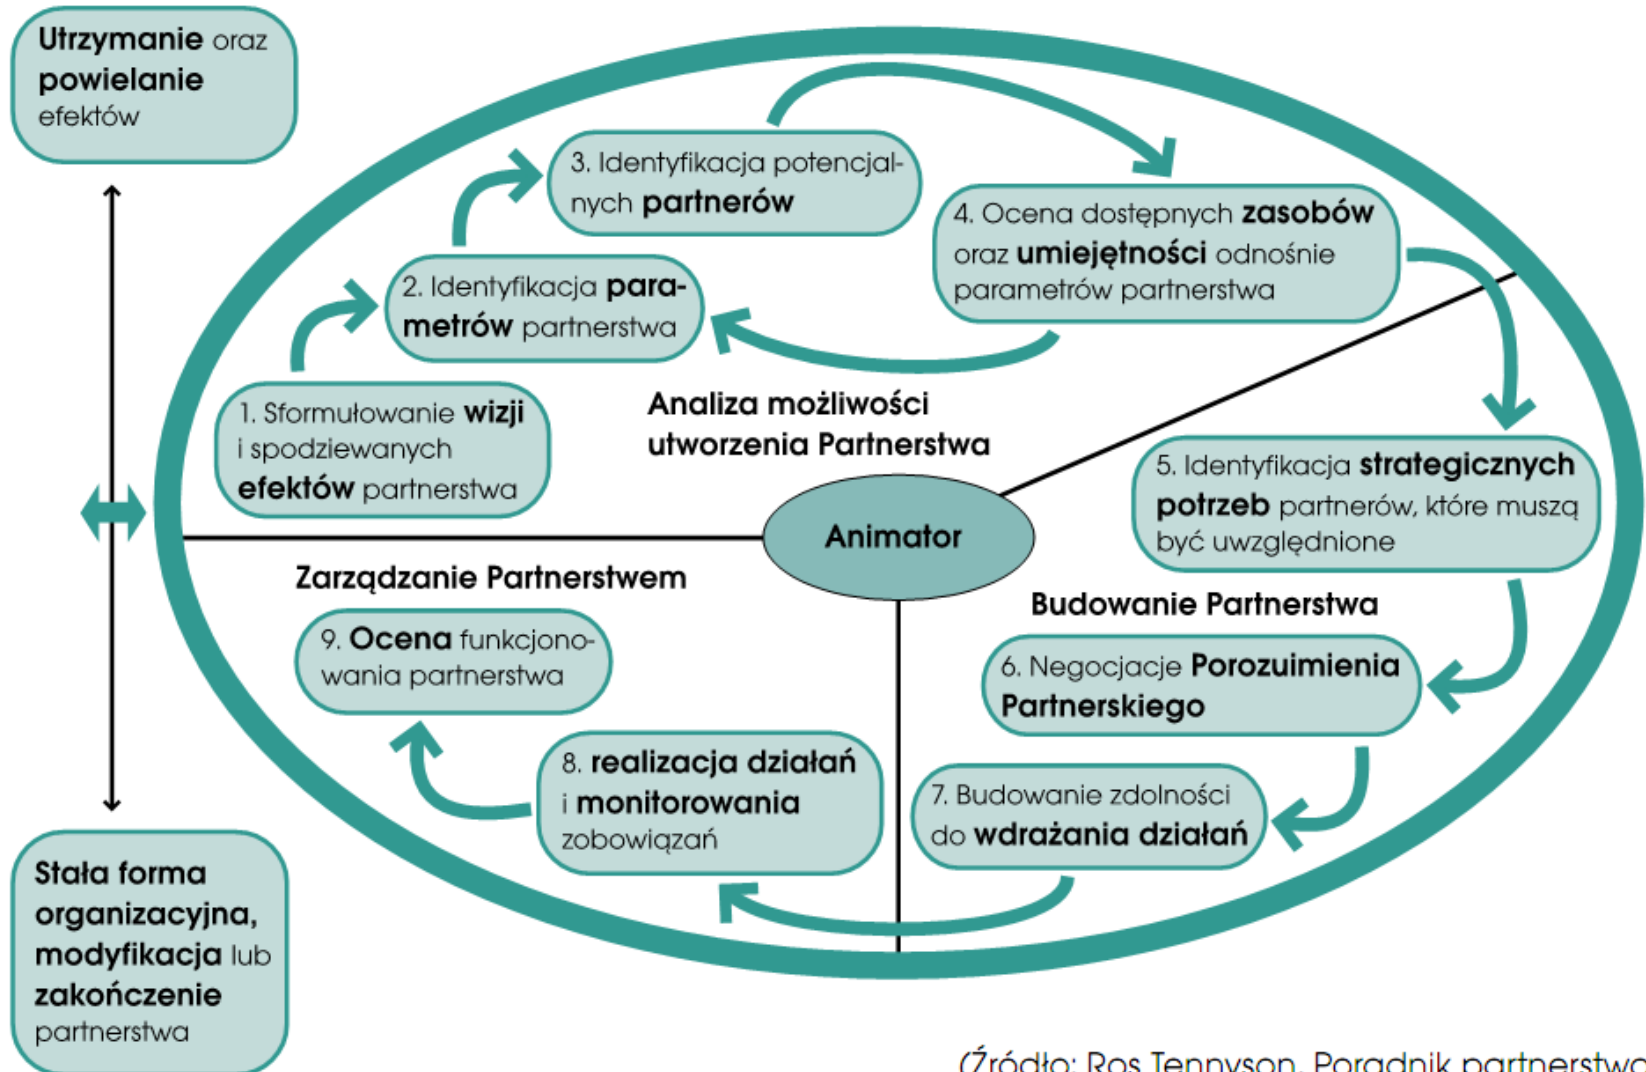 Utrzymanie oraz
powielanie
efektów
3. Identyfikacja potencjal-
nych partnerów
4. Ocena dostępnych zasobów
oraz umiejętności odnośnie
parametrów partnerstwa
2. Identyfikacja para-
metrów partnerstwa
1. Sformułowanie wizji
i spodziewanych
efektów partnerstwa
Analiza możliwości
utworzenia Partnerstwa
5. Identyfikacja strategicznych
potrzeb partnerów, które muszą
być uwzględnione
Animator
Zarządzanie Partnerstwem
Budowanie Partnerstwa
9. Ocena funkcjono-
wania partnerstwa
6. Negocjacje Porozuimienia
Partnerskiego
8. realizacja działań
i monitorowania
zobowiązań
7. Budowanie zdolności
do wdrażania działań
Stała forma
organizacyjna,
modyfikacja lub
zakończenie
partnerstwa
(Źródło: Ros Tennyson, Poradnik partnerstwa